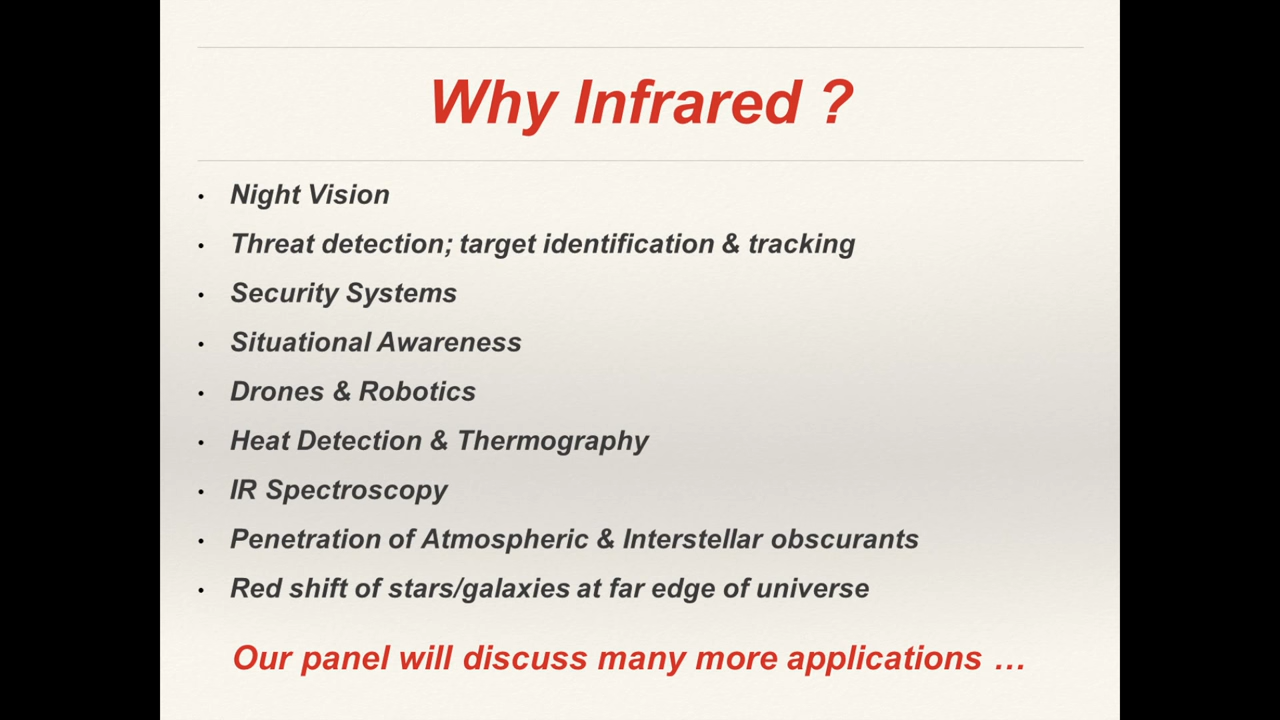 Why Infrared ?
• Night Vision
• Threat detection; target identification & tracking
• Security Systems
• Situational Awareness
• Drones & Robotics
• Heat Detection & Thermography
• IR Spectroscopy
• Penetration of Atmospheric & Interstellar obscurants
• Red shift of stars/galaxies at far edge of universe
Our panel will discuss many more applications …